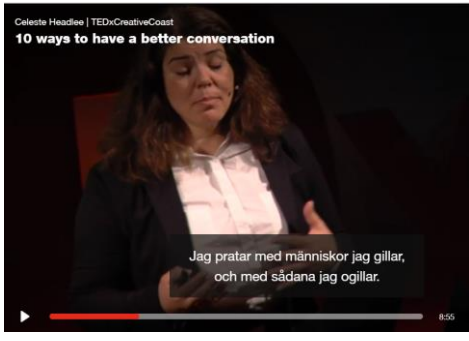 Celeste Headlee | TEDxCreativeCoast
10 ways to have a better conversation
Jag pratar med människor jag gillar,
och med sådana jag ogillar.
8:55